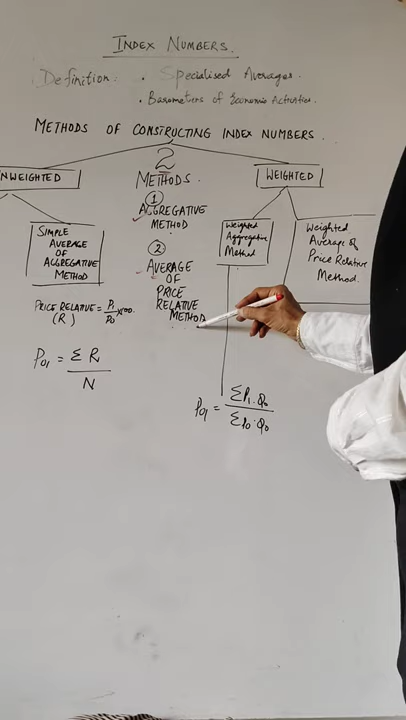 INDEX NUMBERS.
Definition: • Specialised Averages.
• Barometers of Economic Activities.
METHODS OF CONSTRUCTING INDEX NUMBERS.
NWEIGHTED
2
METHODS.
WEIGHTED
1
AGGREGATIVE
METHOD
2
AVERAGE
OF
PRICE
RELATIVE
METHOD
SIMPLE
AVERAGE
OF
AGGREGATIVE
METHOD
PRICE RELATIVE = P1/P0 × 100.
(R)
P01 = ΣR
N
Weighted
Aggregative
Method
Weighted
Average of
Price Relative
Method.
P01 = ΣP1·Q0
ΣP0·Q0